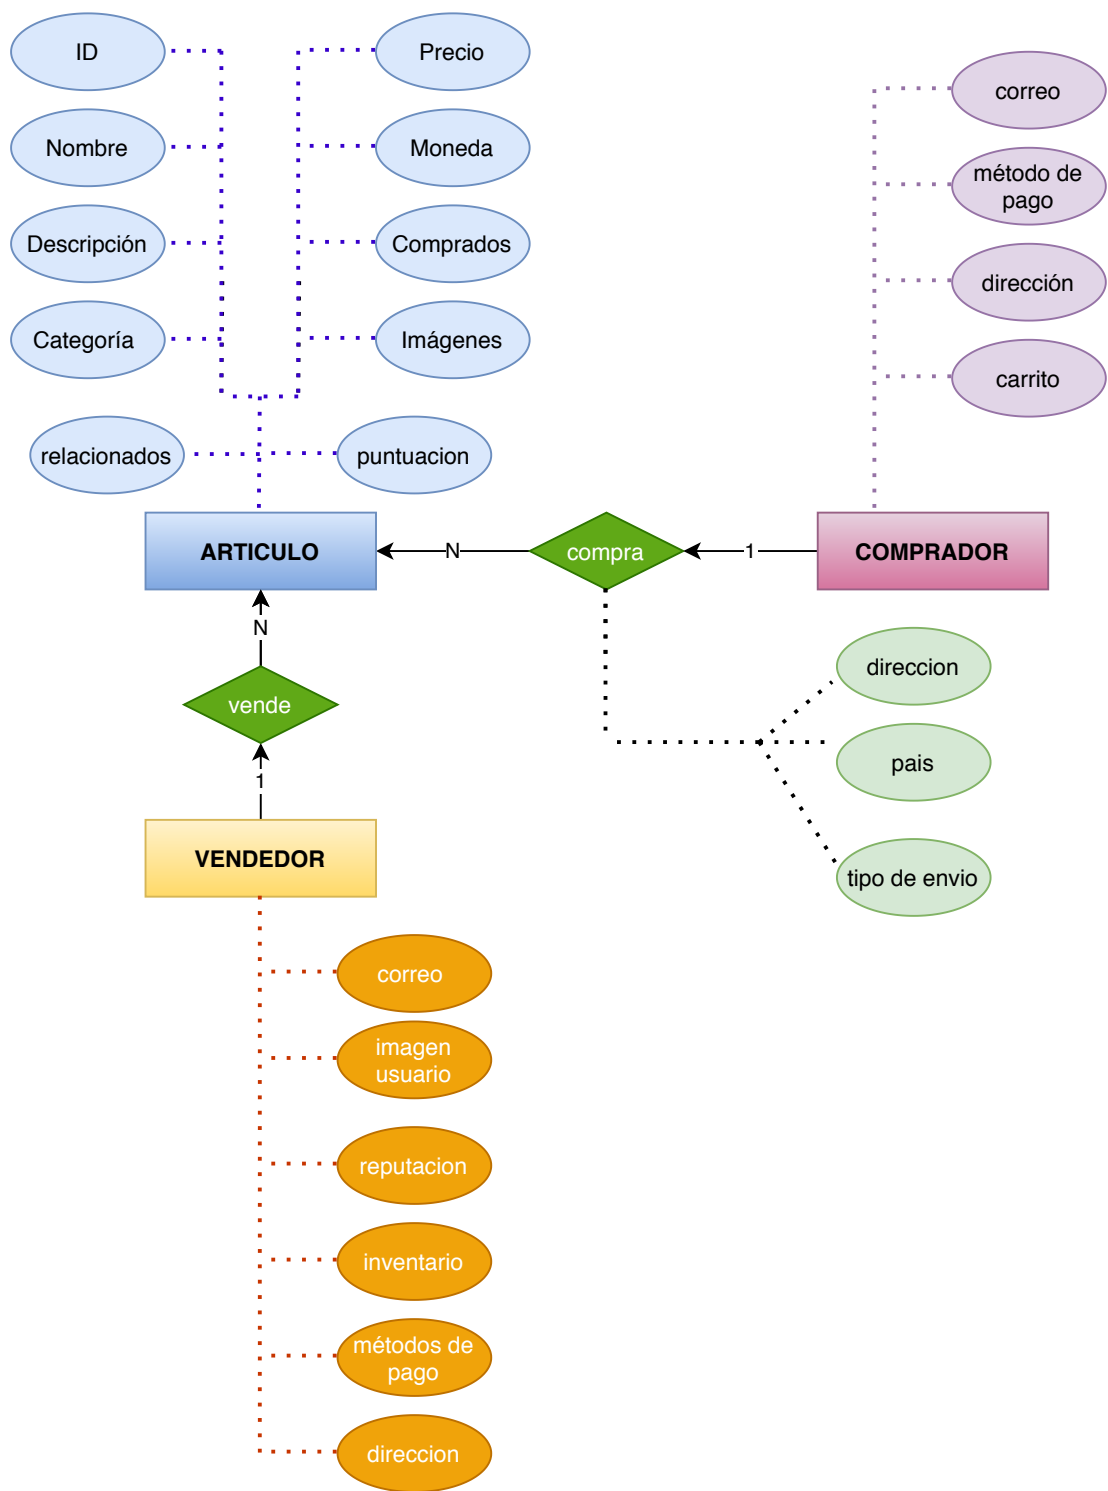 ID
Precio
correo
Nombre
Moneda
método de
pago
Descripción
Comprados
dirección
Categoría
Imágenes
carrito
relacionados
puntuacion
ARTICULO
N
compra
1
COMPRADOR
N
direccion
vende
pais
1
VENDEDOR
tipo de envio
correo
imagen
usuario
reputacion
inventario
métodos de
pago
direccion